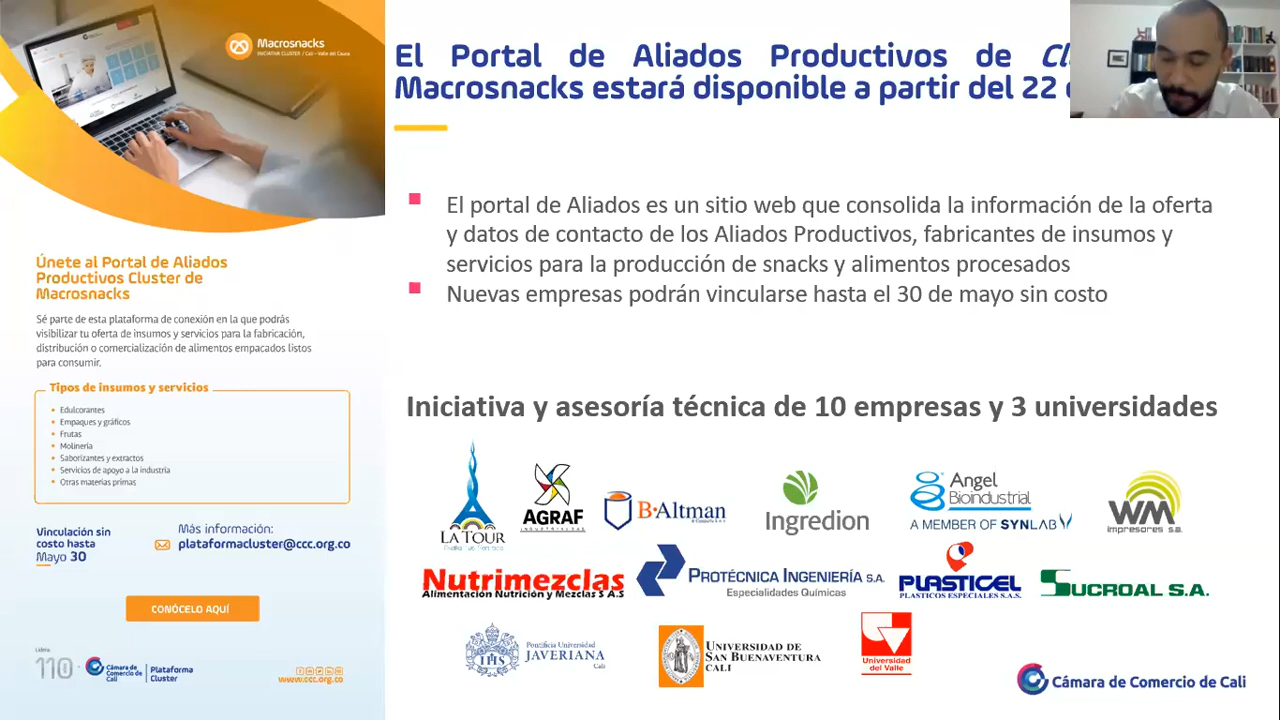 Macrosnacks
INICIATIVA CLUSTER / Cali - Valle del Cauca
El Portal de Aliados Productivos de
Macrosnacks estará disponible a partir del 22
El portal de Aliados es un sitio web que consolida la información de la oferta
y datos de contacto de los Aliados Productivos, fabricantes de insumos y
servicios para la producción de snacks y alimentos procesados
Nuevas empresas podrán vincularse hasta el 30 de mayo sin costo
Únete al Portal de Aliados
Productivos Cluster de
Macrosnacks
Sé parte de esta plataforma de conexión en la que podrás
visibilizar tu oferta de insumos y servicios para la fabricación,
distribución o comercialización de alimentos empacados listos
para consumir.
Tipos de insumos y servicios
Edulcorantes
Empaques y gráficos
Frutas
Molinería
Saborizantes y extractos
Servicios de apoyo a la industria
Otras materias primas
Vinculación sin
costo hasta
Mayo 30
Más información:
plataformacluster@ccc.org.co
CONÓCELO AQUÍ
Lidera:
110
Cámara de
Comercio de
Cali
Plataforma
Cluster
www.ccc.org.co
Iniciativa y asesoría técnica de 10 empresas y 3 universidades
LA TOUR
AGRAF
INDUSTRIAL
B·Altman
Ingredion
Angel
Bioindustrial
A MEMBER OF SYNLAB
WM
impresores s.a.
Nutrimezclas
Alimentación Nutrición y Mezclas S A S
PROTÉCNICA INGENIERÍA S.A.
Especialidades Químicas
PLASTICEL
PLASTICOS ESPECIALES S.A.S.
SUCROAL S.A.
Pontificia Universidad
JAVERIANA
Cali
UNIVERSIDAD DE
SAN BUENAVENTURA
CALI
Universidad
del Valle
Cámara de Comercio de Cali